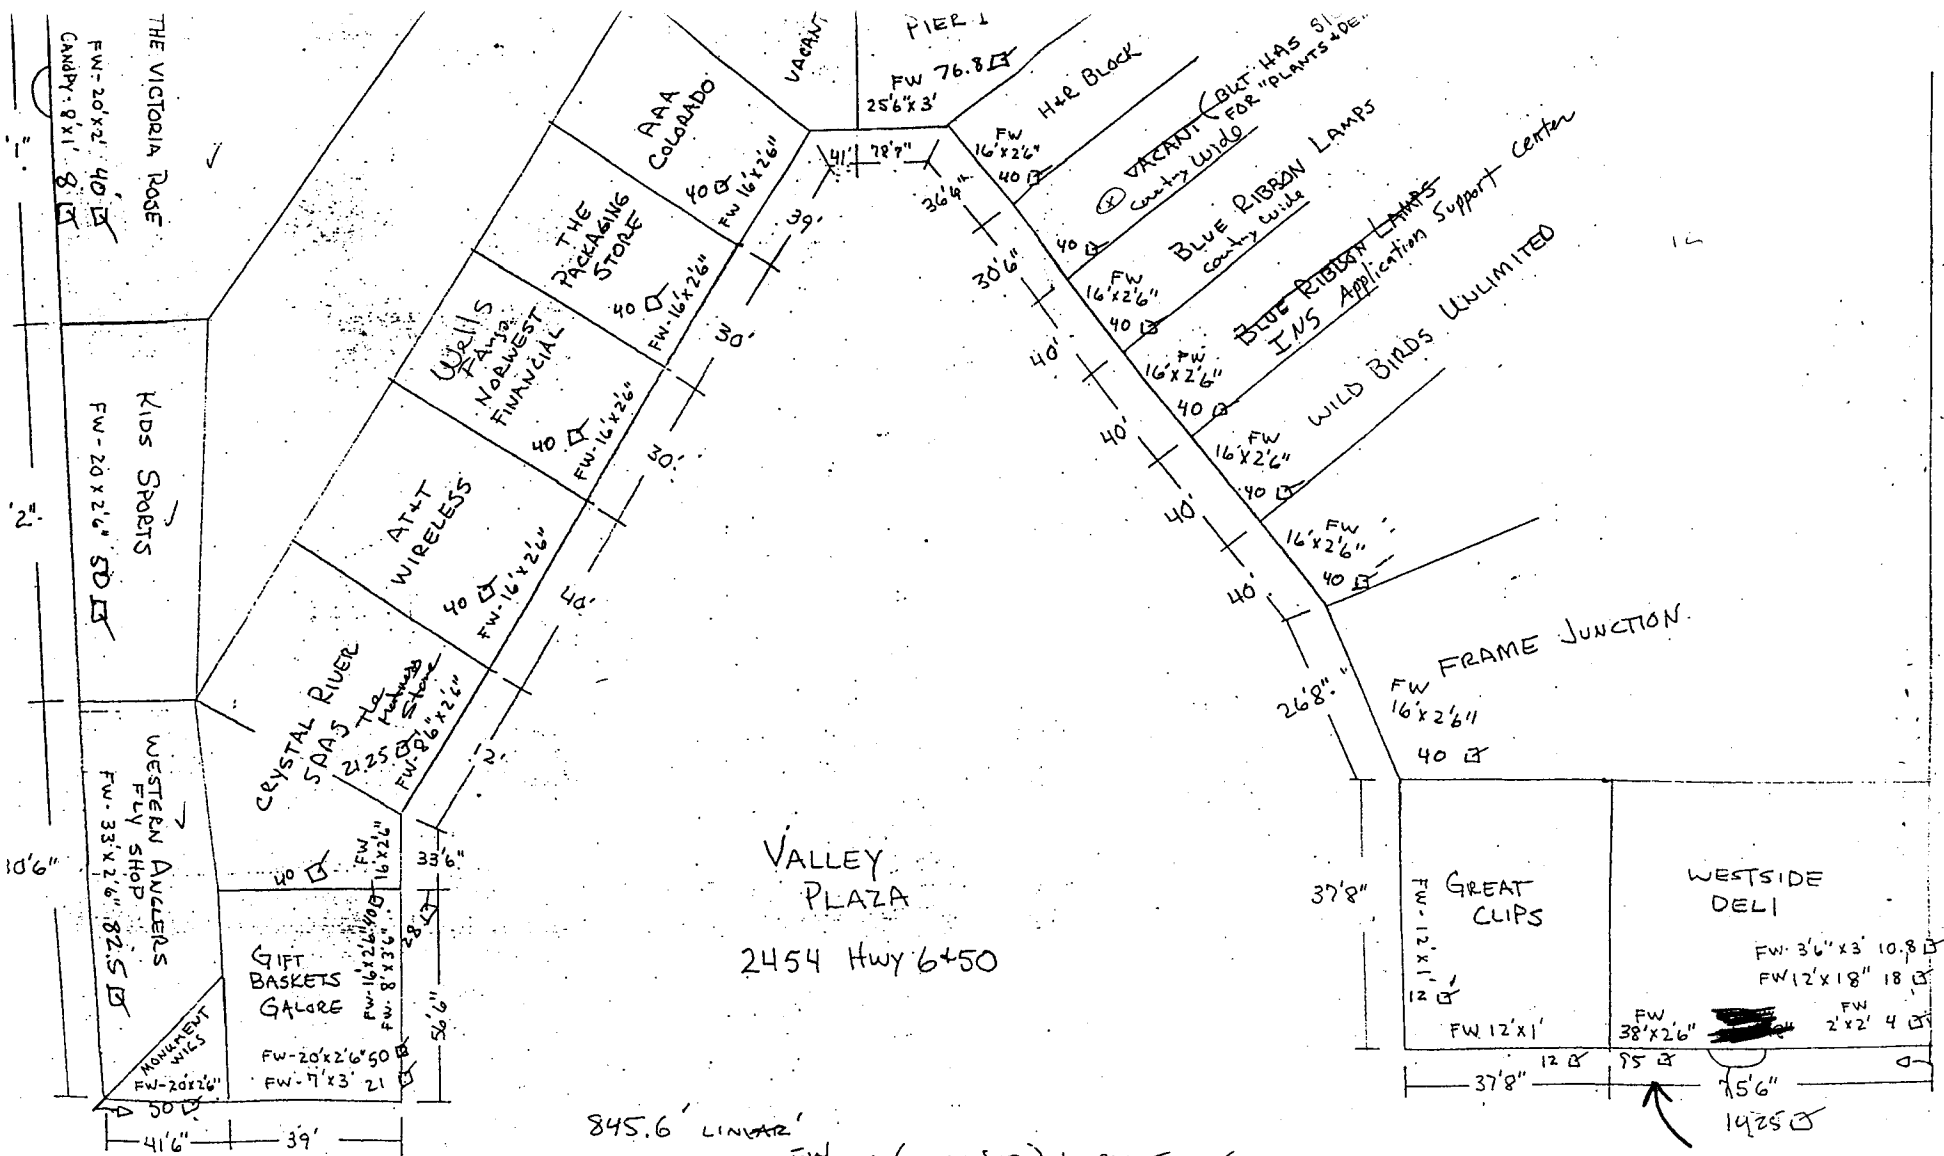 THE VICTORIA ROSE
FW-20'x2' 40
CANOPY-8'x1' 8
KIDS SPORTS
FW-20x2'6" 50
WESTERN ANGLERS
FLY SHOP
FW-33'x2'6" 82.5
MONUMENT
WIGS
FW-20x2'6"
50
41'6"
39'
GIFT
BASKETS
GALORE
FW-16'x2'6" 40
FW-8'x3'6"
28
FW-20'x2'6" 50
FW-7'x3' 21
56'6"
33'6"
FW
16'x2'6"
40
CRYSTAL RIVER
SPAS
The
Store
21.25
FW-8'6"x2'6"
AT+T
WIRELESS
40
FW-16'x2'6"
40'
Wells
Fargo
NORWEST
FINANCIAL
40
FW-16'x2'6"
30'
THE
PACKAGING
STORE
40
FW-16'x2'6"
30'
AAA
COLORADO
40
FW 16'x2'6"
39'
VACANT
41'
78'7"
PIER 1
FW 76.8
25'6"x3'
H+R BLOCK
FW
16'x2'6"
40
36'6"
VACANT (BUT HAS
FOR "PLANTS+DE
Country Wide
40
30'6"
BLUE RIBBON LAMPS
Country Wide
FW
16'x2'6"
40
40'
BLUE RIBBON LAMPS
INS Application Support Center
FW
16'x2'6"
40
40'
WILD BIRDS UNLIMITED
FW
16'x2'6"
40
40'
FW
16'x2'6"
40
40'
FRAME JUNCTION
FW
16'x2'6"
40
26'8"
GREAT
CLIPS
FW-12'x1'
12
FW 12'x1'
12
37'8"
37'8"
WESTSIDE
DELI
FW-3'6"x3' 10.8
FW 12'x18" 18
FW
2'x2' 4
FW
38'x2'6"
95
75'6"
VALLEY
PLAZA
2454 Hwy 6+50
845.6' LINEAR'